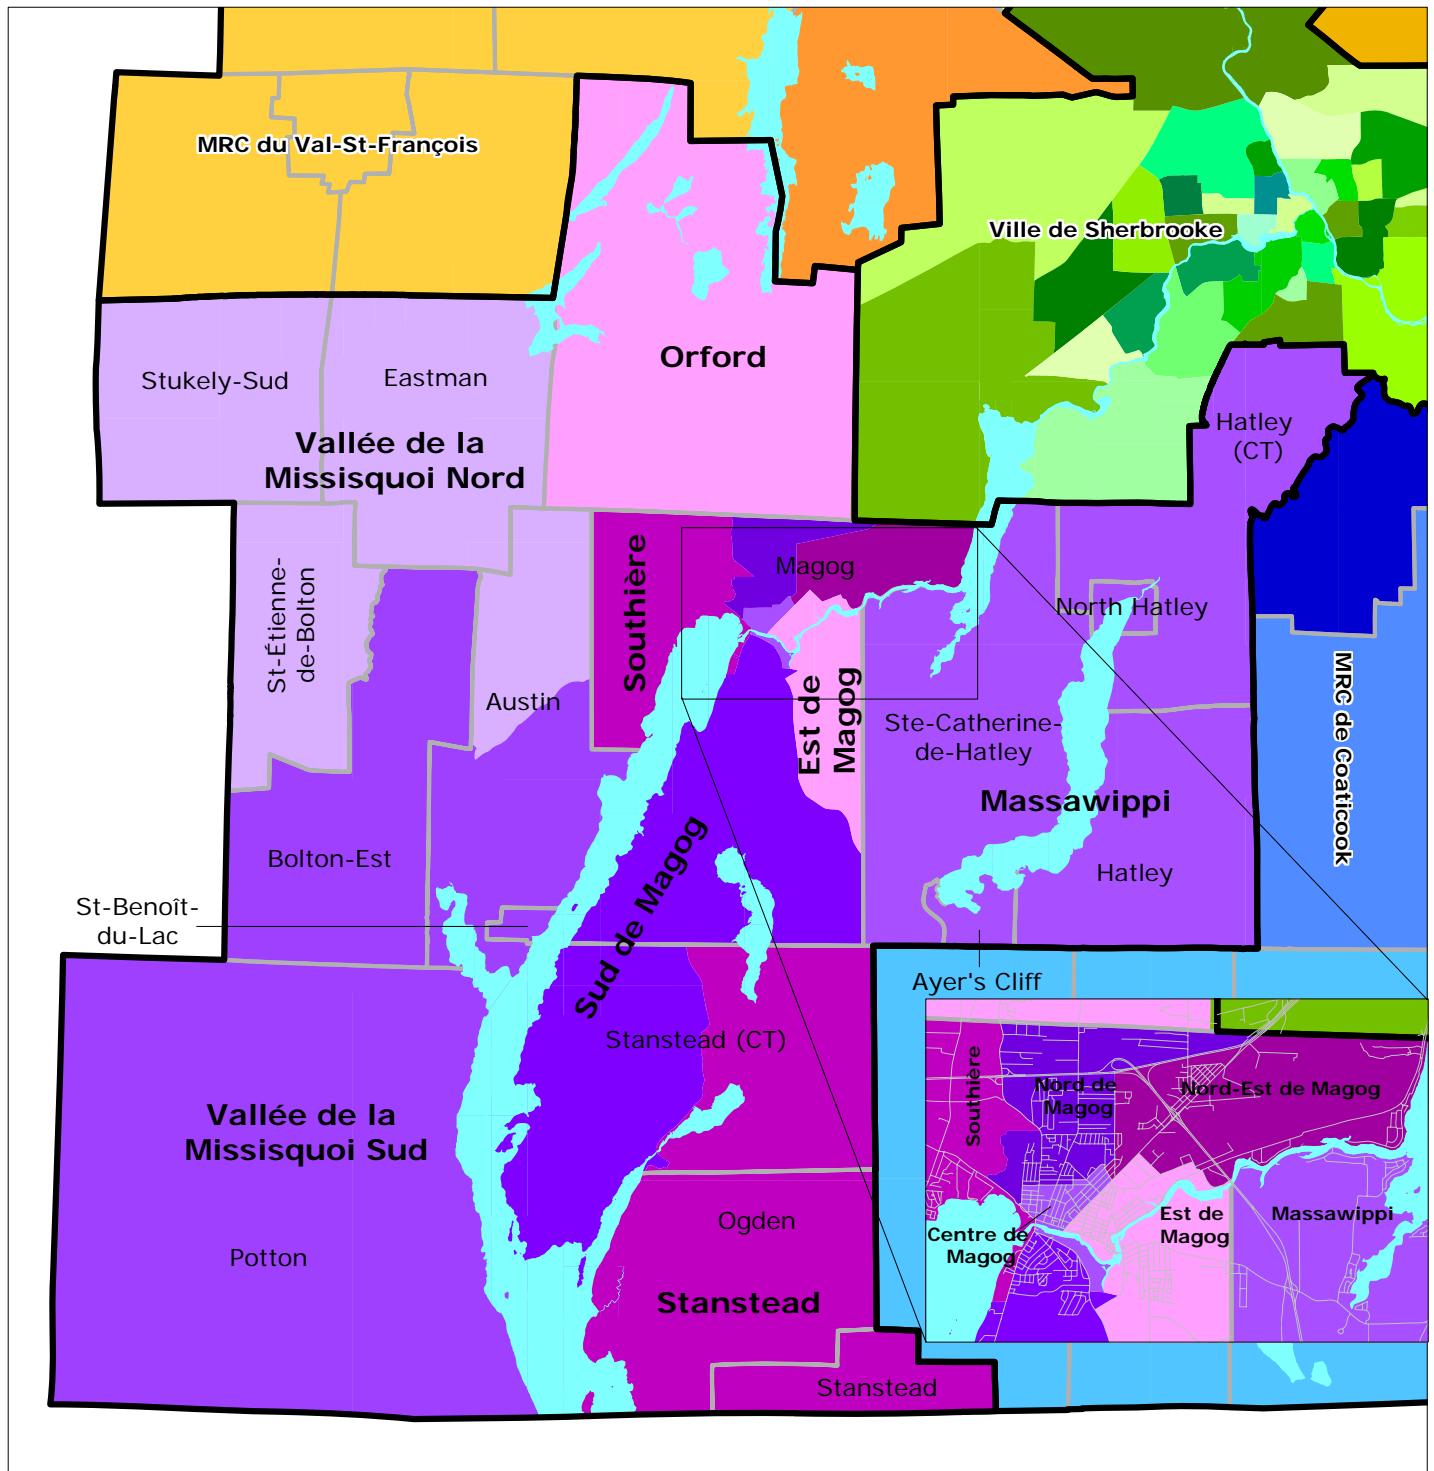 MRC du Val-St-François
Ville de Sherbrooke
Orford
Stukely-Sud
Eastman
Vallée de la
Missisquoi Nord
Hatley
(CT)
St-Étienne-
de-Bolton
Southière
Magog
North Hatley
Austin
Est de
Magog
Ste-Catherine-
de-Hatley
MRC de Coaticook
Massawippi
Bolton-Est
Sud de Magog
Hatley
St-Benoît-
du-Lac
Ayer's Cliff
Stanstead (CT)
Vallée de la
Missisquoi Sud
Potton
Ogden
Stanstead
Stanstead
Southière
Nord de
Magog
Nord-Est de Magog
Centre de
Magog
Est de
Magog
Massawippi